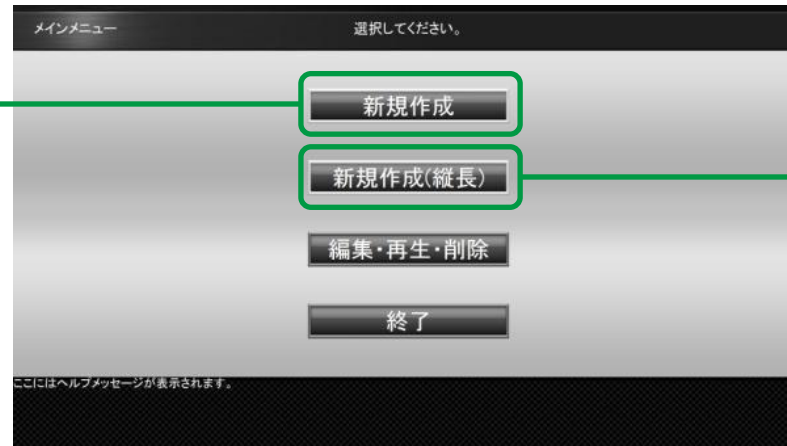 メインメニュー
選択してください。
新規作成
新規作成(縦長)
編集・再生・削除
終了
ここにはヘルプメッセージが表示されます。